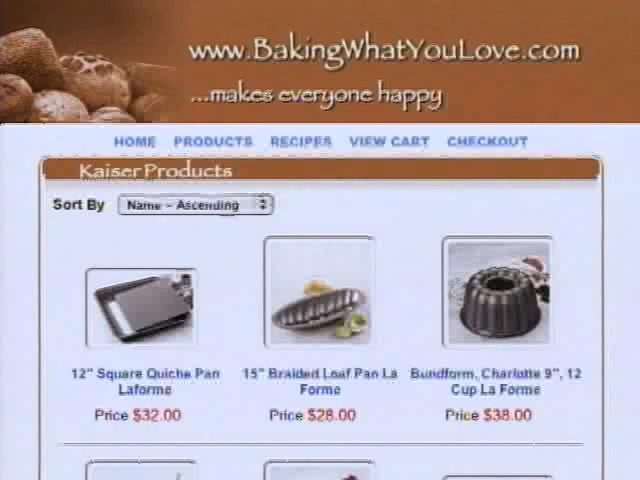 www.BakingWhatYouLove.com
...makes everyone happy
HOME PRODUCTS RECIPES VIEW CART CHECKOUT
Kaiser Products
Sort By Name - Ascending
12" Square Quiche Pan Laforme
Price $32.00
15" Braided Loaf Pan La Forme
Price $28.00
Bundform, Charlotte 9", 12 Cup La Forme
Price $38.00